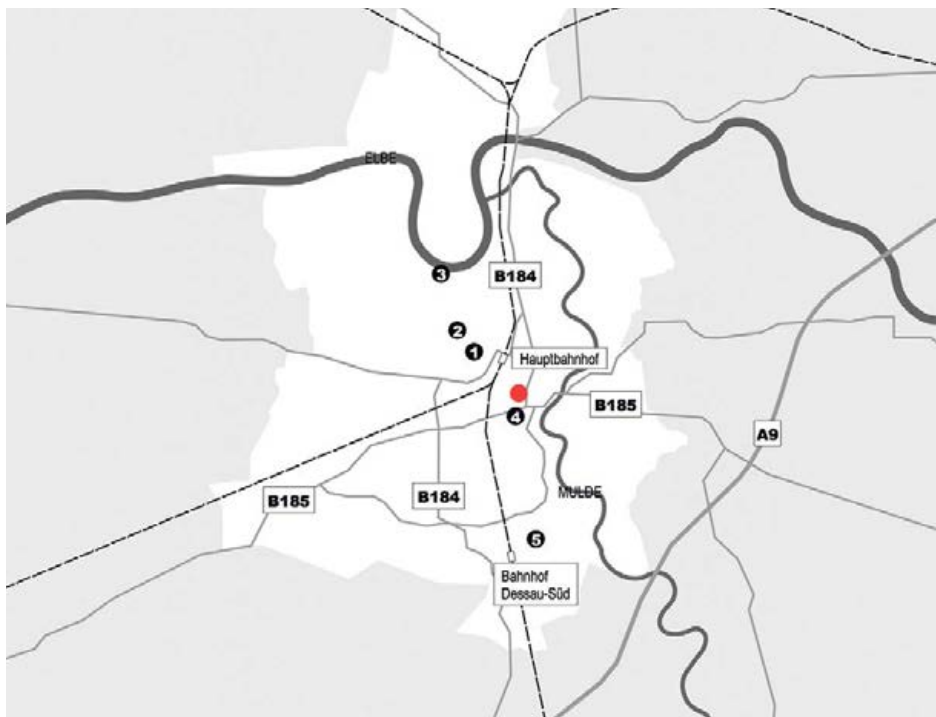 ELBE
3
B184
2
1
Hauptbahnhof
4
B185
A9
B185
B184
MULDE
5
Bahnhof
Dessau-Süd